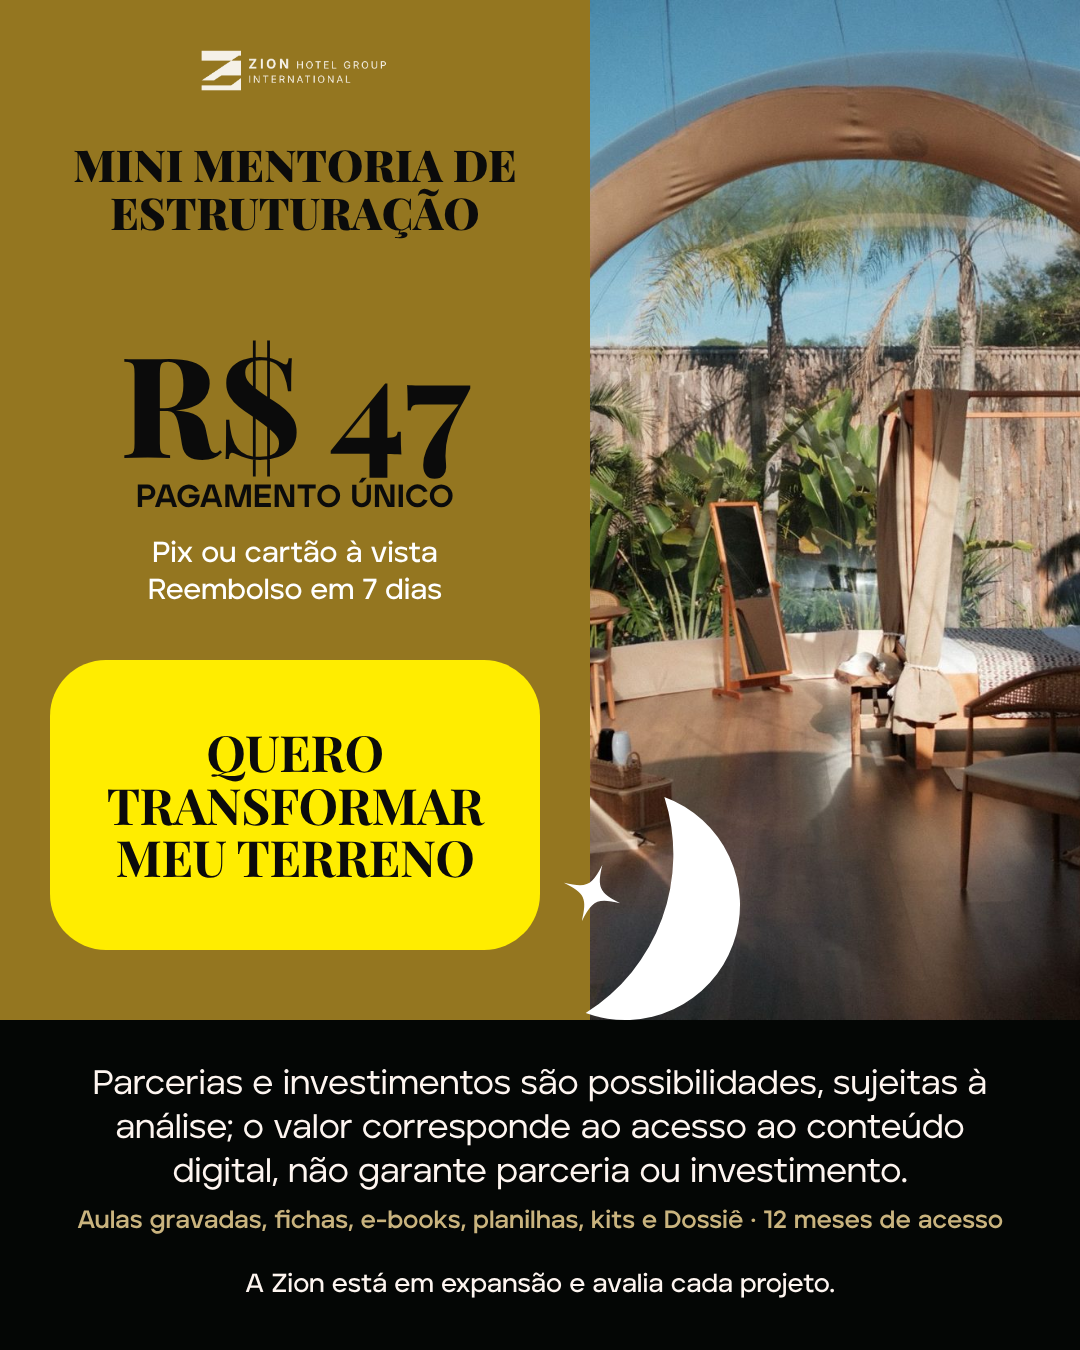 ZION HOTEL GROUP
INTERNATIONAL
MINI MENTORIA DE
ESTRUTURAÇÃO
R$ 47
PAGAMENTO ÚNICO
Pix ou cartão à vista
Reembolso em 7 dias
QUERO
TRANSFORMAR
MEU TERRENO
Parcerias e investimentos são possibilidades, sujeitas à
análise; o valor corresponde ao acesso ao conteúdo
digital, não garante parceria ou investimento.
Aulas gravadas, fichas, e-books, planilhas, kits e Dossiê · 12 meses de acesso
A Zion está em expansão e avalia cada projeto.